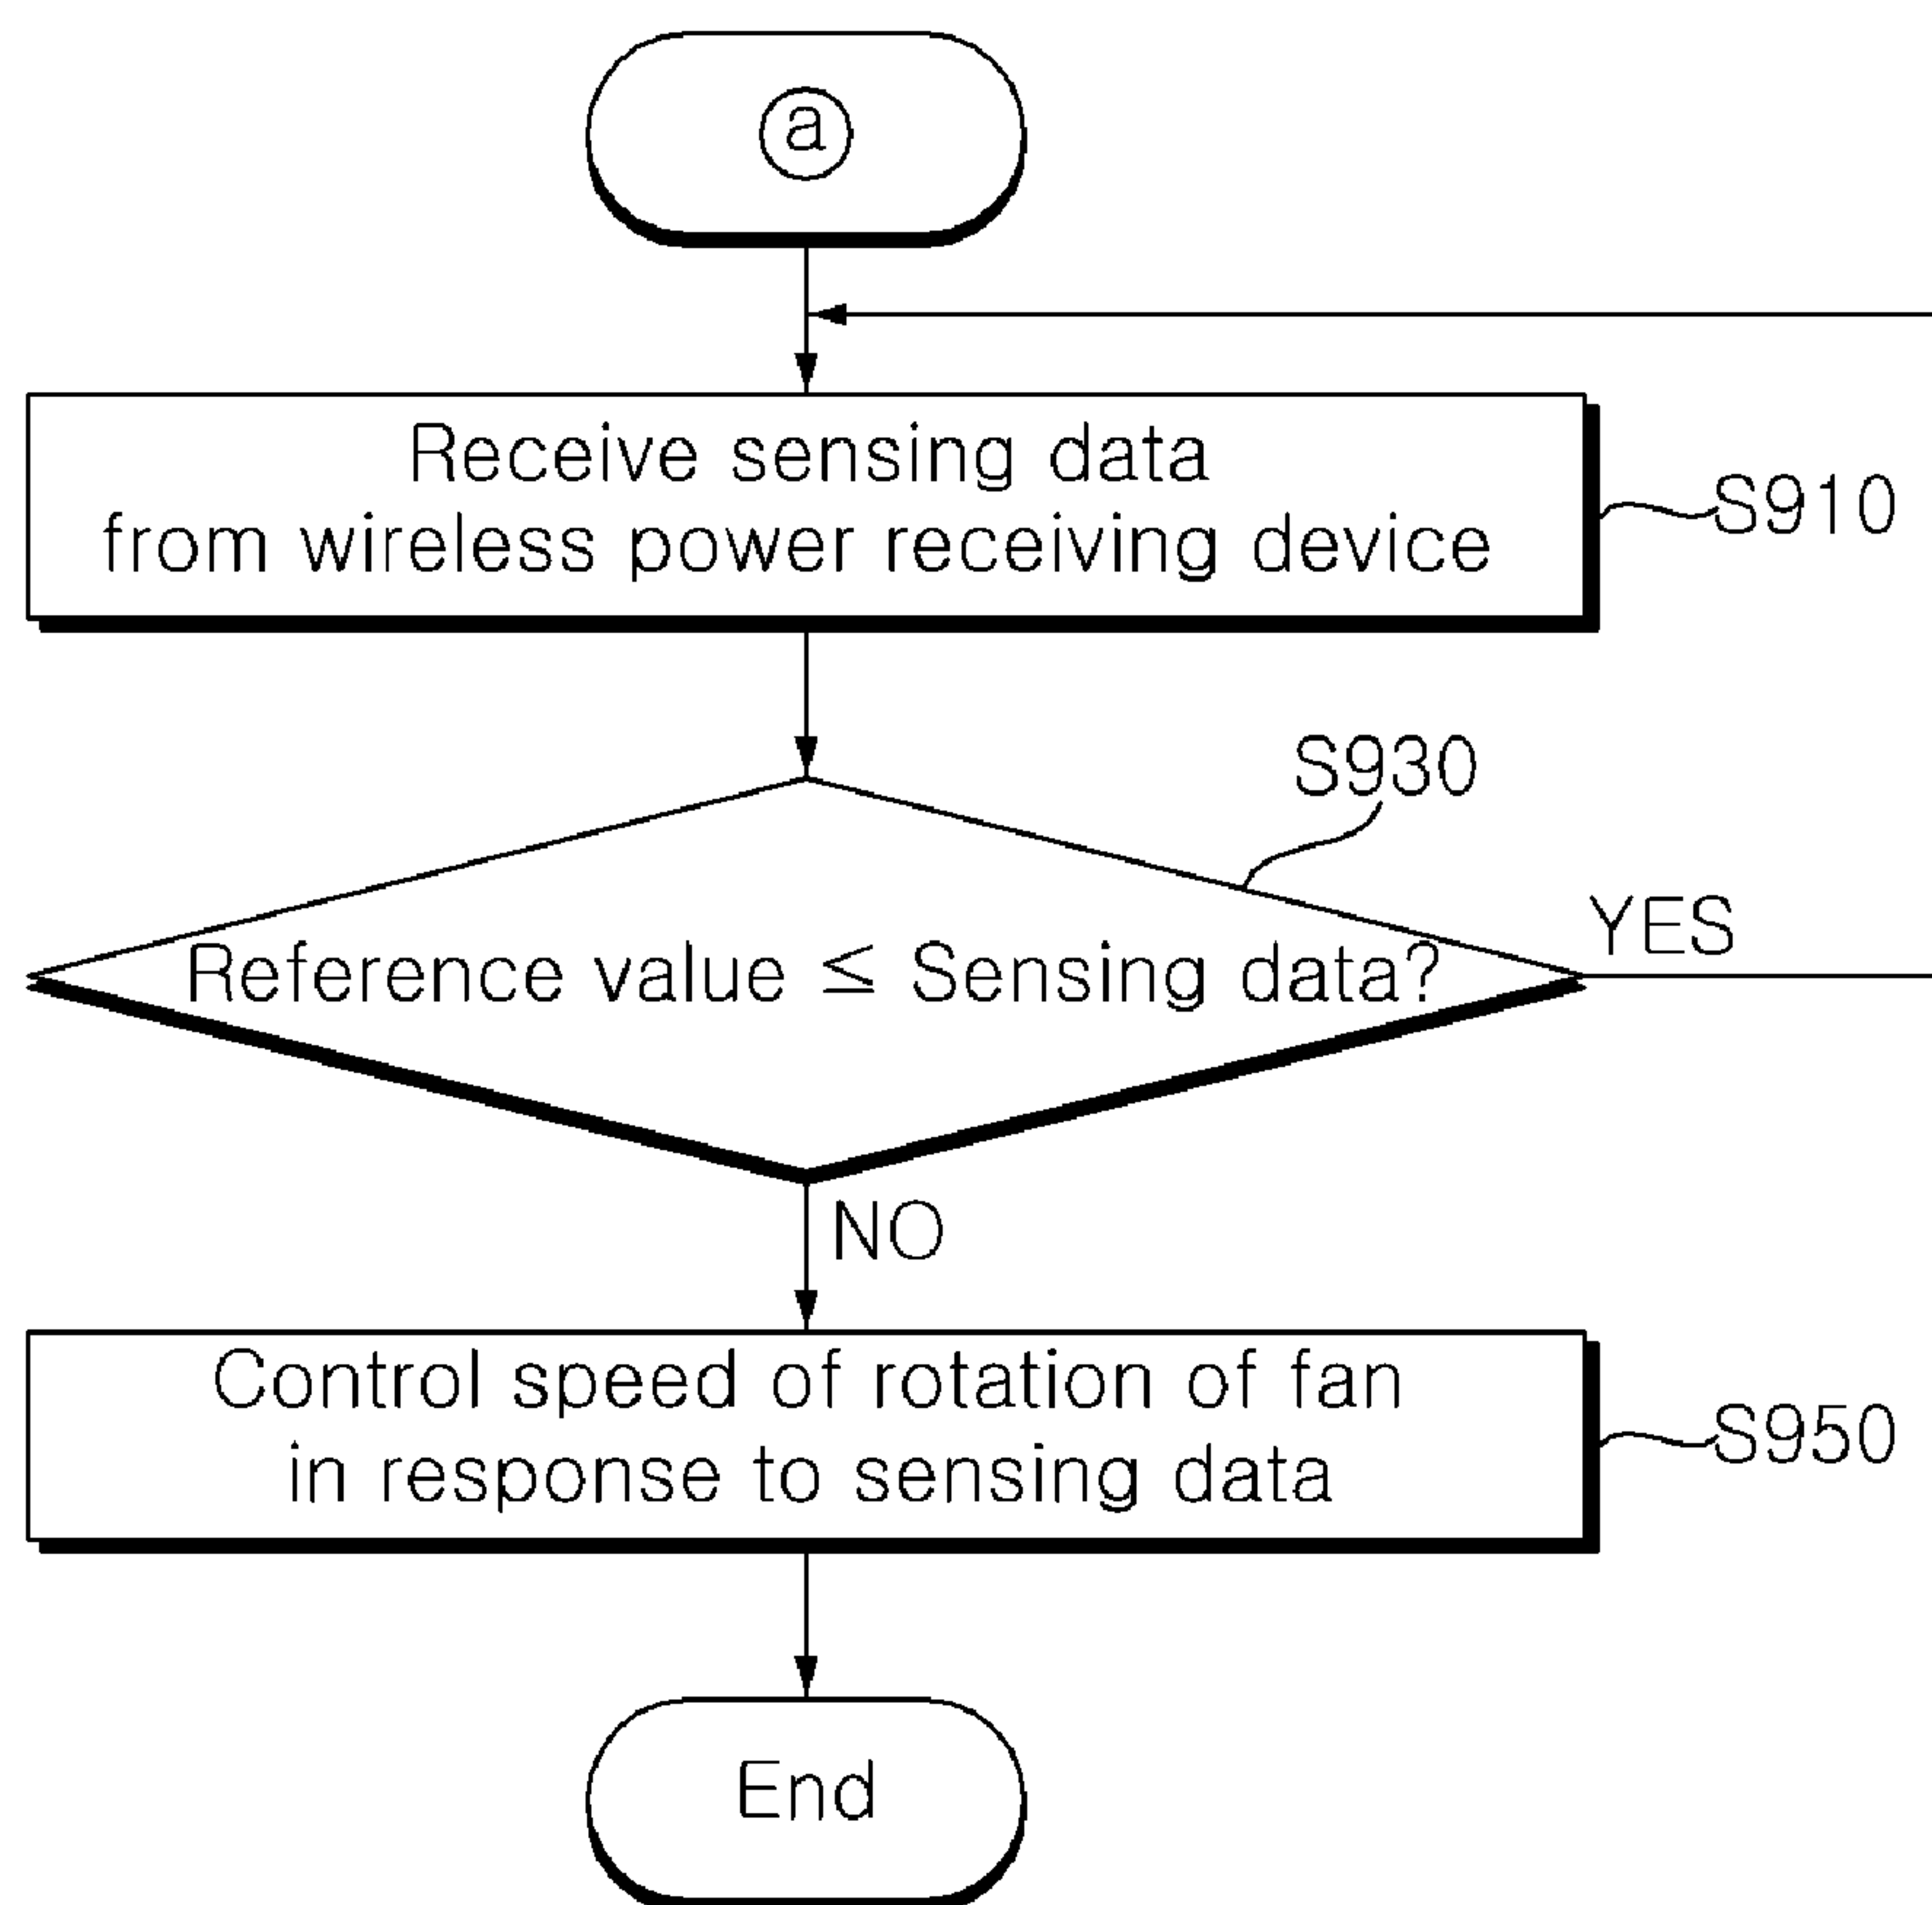 a
Receive sensing data
from wireless power receiving device
S910
S930
Reference value ≤ Sensing data?
YES
NO
Control speed of rotation of fan
in response to sensing data
S950
End